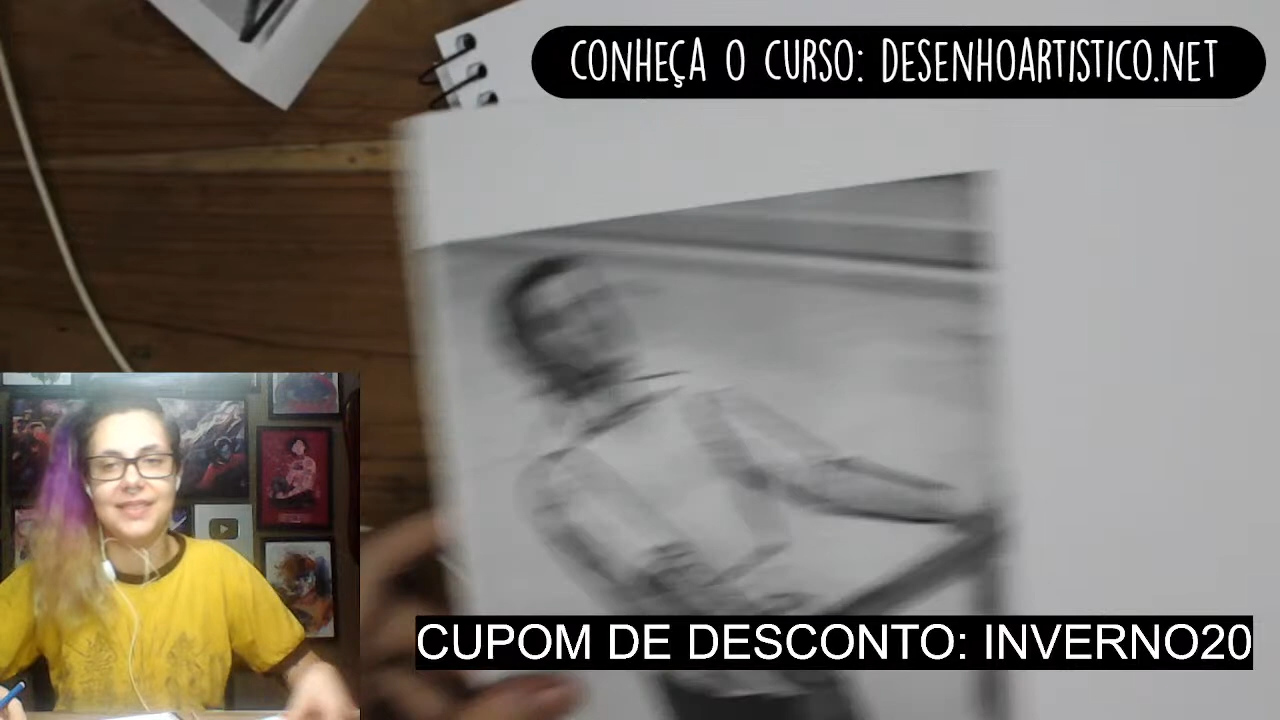 CONHEÇA O CURSO: DESENHOARTISTICO.NET
CUPOM DE DESCONTO: INVERNO20